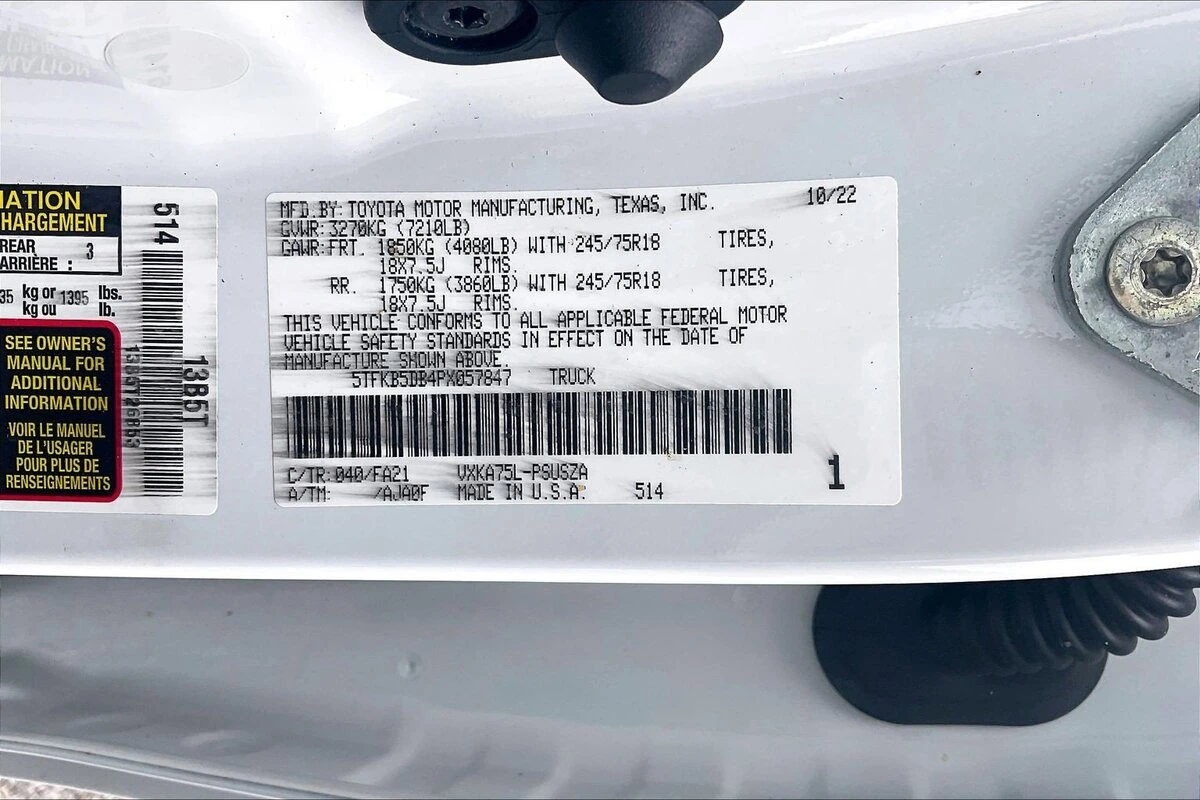 MATION
CHARGEMENT
REAR
ARRIÈRE : 3
35 kg or 1395 lbs.
kg ou lb.
SEE OWNER'S
MANUAL FOR
ADDITIONAL
INFORMATION
VOIR LE MANUEL
DE L'USAGER
POUR PLUS DE
RENSEIGNEMENTS
514
13B5T
MFD.BY:TOYOTA MOTOR MANUFACTURING, TEXAS, INC. 10/22
GVWR:3270KG (7210LB)
GAWR:FRT. 1850KG (4080LB) WITH 245/75R18 TIRES,
18X7.5J RIMS.
RR. 1750KG (3860LB) WITH 245/75R18 TIRES,
18X7.5J RIMS.
THIS VEHICLE CONFORMS TO ALL APPLICABLE FEDERAL MOTOR
VEHICLE SAFETY STANDARDS IN EFFECT ON THE DATE OF
MANUFACTURE SHOWN ABOVE.
5TFKB5DB4PX057847 TRUCK
C/TR:040/FA21 VXKA75L-PSUSZA
A/TM: /AJA0F MADE IN U.S.A. 514
1